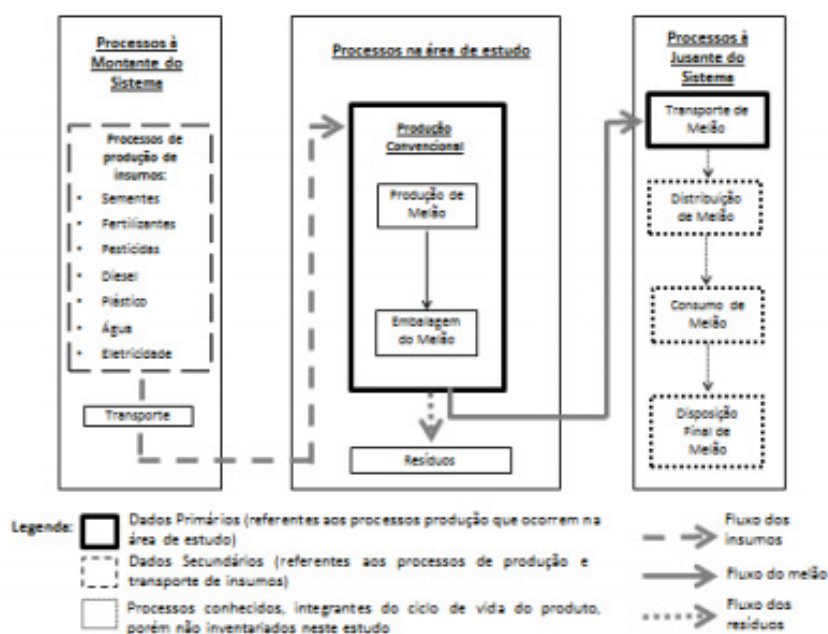 Processos à
Montante do
Sistema
Processos de
produção de
insumos:
• Sementes
• Fertilizantes
• Pesticidas
• Diesel
• Plástico
• Água
• Eletricidade
Transporte
Processos na área de estudo
Produção
Convencional
Produção de
Melão
Embalagem
do Melão
Resíduos
Processos à
Jusante do
Sistema
Transporte de
Melão
Distribuição
de Melão
Consumo de
Melão
Disposição
Final de
Melão
Legenda:
Dados Primários (referentes aos processos produção que ocorrem na
área de estudo)
Dados Secundários (referentes aos processos de produção e
transporte de insumos)
Processos conhecidos, integrantes do ciclo de vida do produto,
porém não inventariados neste estudo
Fluxo dos
insumos
Fluxo do melão
Fluxo dos
resíduos